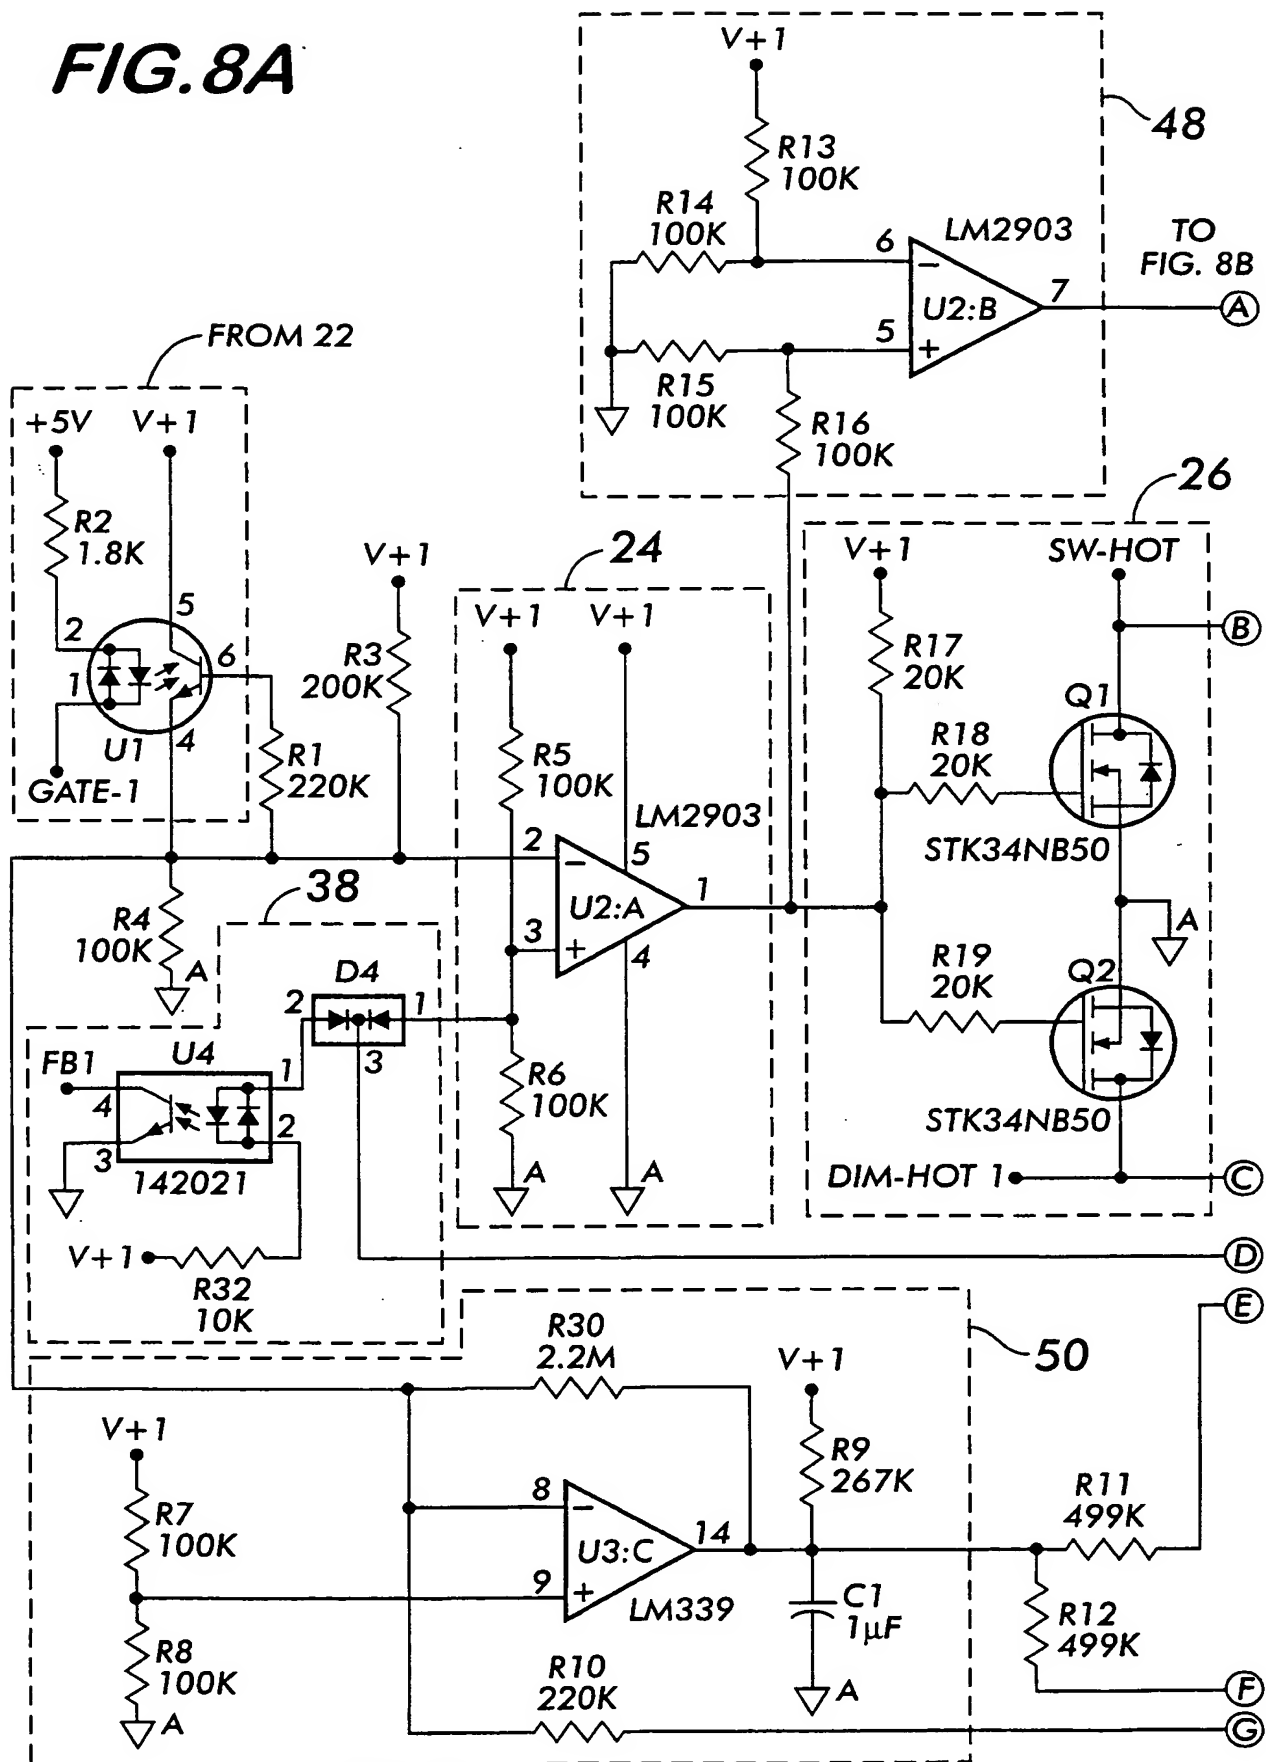 FIG.8A
V+1
48
R13
100K
R14
100K
LM2903
TO
FIG. 8B
6
−
U2:B
7
A
5
+
R15
100K
R16
100K
FROM 22
+5V
V+1
R2
1.8K
5
2
6
1
U1
4
GATE-1
R1
220K
V+1
R3
200K
24
V+1
V+1
R5
100K
LM2903
2
−
5
U2:A
1
3
+
4
R6
100K
A
A
26
V+1
SW-HOT
B
R17
20K
Q1
R18
20K
STK34NB50
A
R19
20K
Q2
STK34NB50
DIM-HOT 1
C
38
R4
100K
A
D4
2
1
3
FB1
U4
1
4
2
3
142021
V+1
R32
10K
D
E
50
R30
2.2M
V+1
R9
267K
V+1
R7
100K
8
−
U3:C
14
9
+
LM339
R11
499K
C1
1μF
R12
499K
R8
100K
A
R10
220K
A
F
G